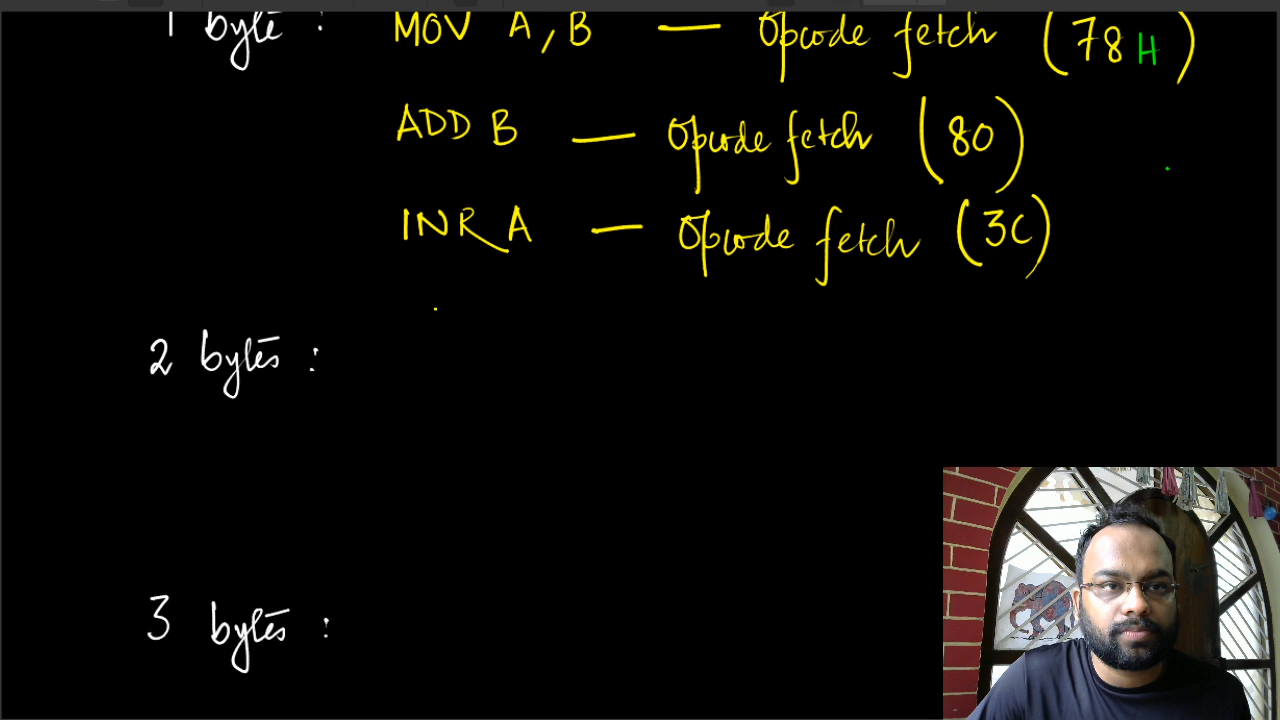 1 byte : MOV A, B — Opcode fetch (78H)
ADD B — Opcode fetch (80)
INR A — Opcode fetch (3C)
2 bytes :
3 bytes :